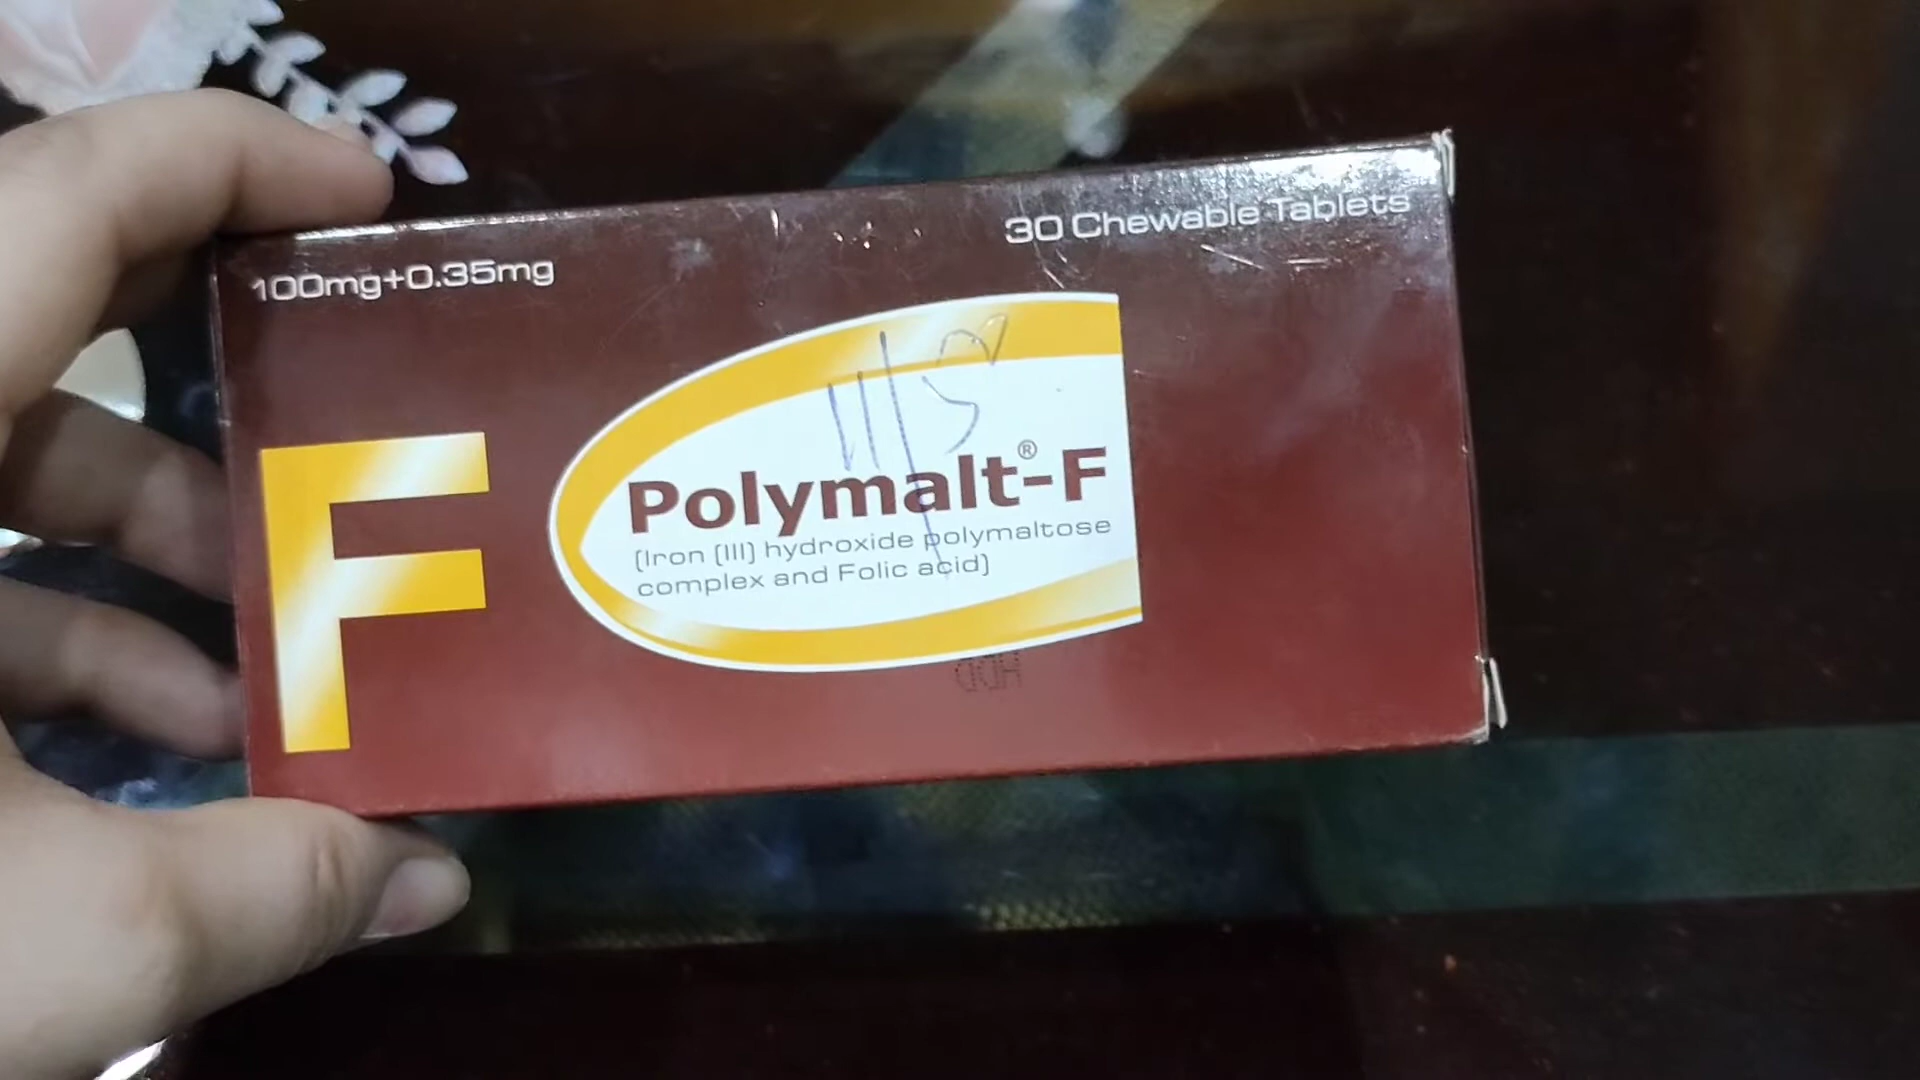 100mg+0.35mg
30 Chewable Tablets
F
Polymalt®-F
(Iron (III) hydroxide polymaltose
complex and Folic acid)